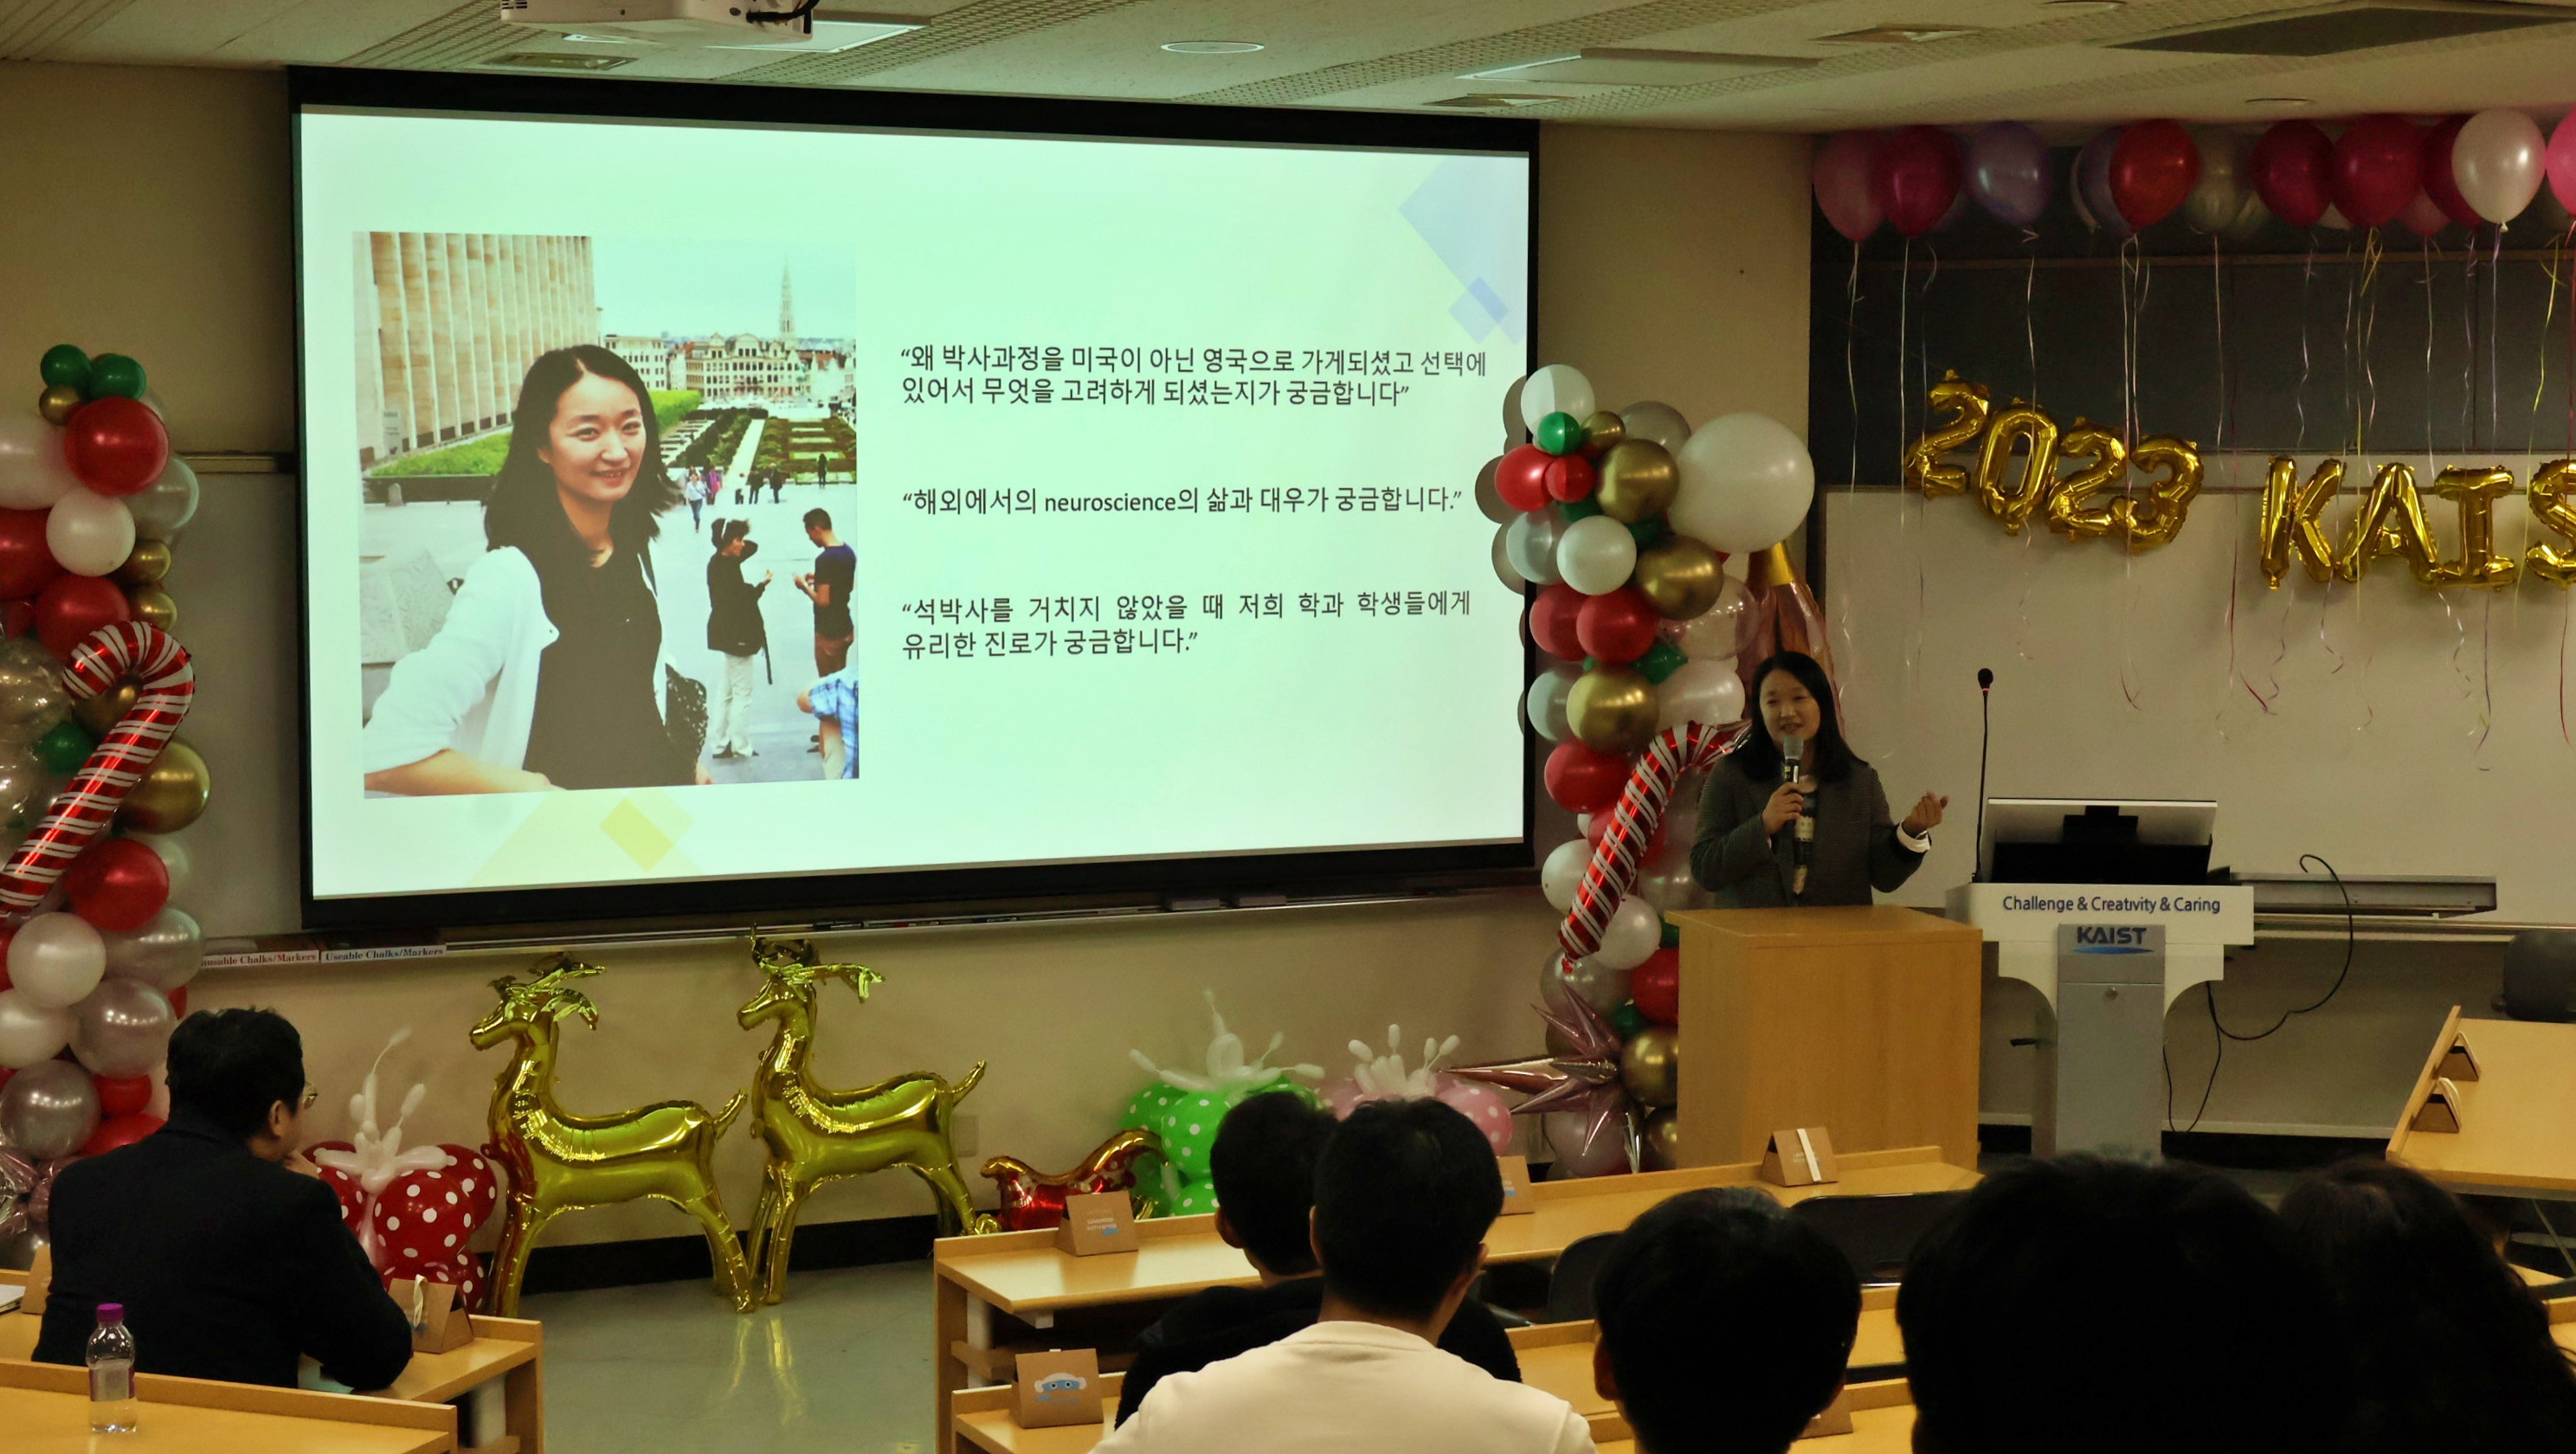 “왜 박사과정을 미국이 아닌 영국으로 가게되셨고 선택에
있어서 무엇을 고려하게 되셨는지가 궁금합니다”
“해외에서의 neuroscience의 삶과 대우가 궁금합니다.”
“석박사를 거치지 않았을 때 저희 학과 학생들에게
유리한 진로가 궁금합니다.”
2023 KAIS
Challenge & Creativity & Caring
KAIST
Chalks/Markers
Useable Chalks/Markers